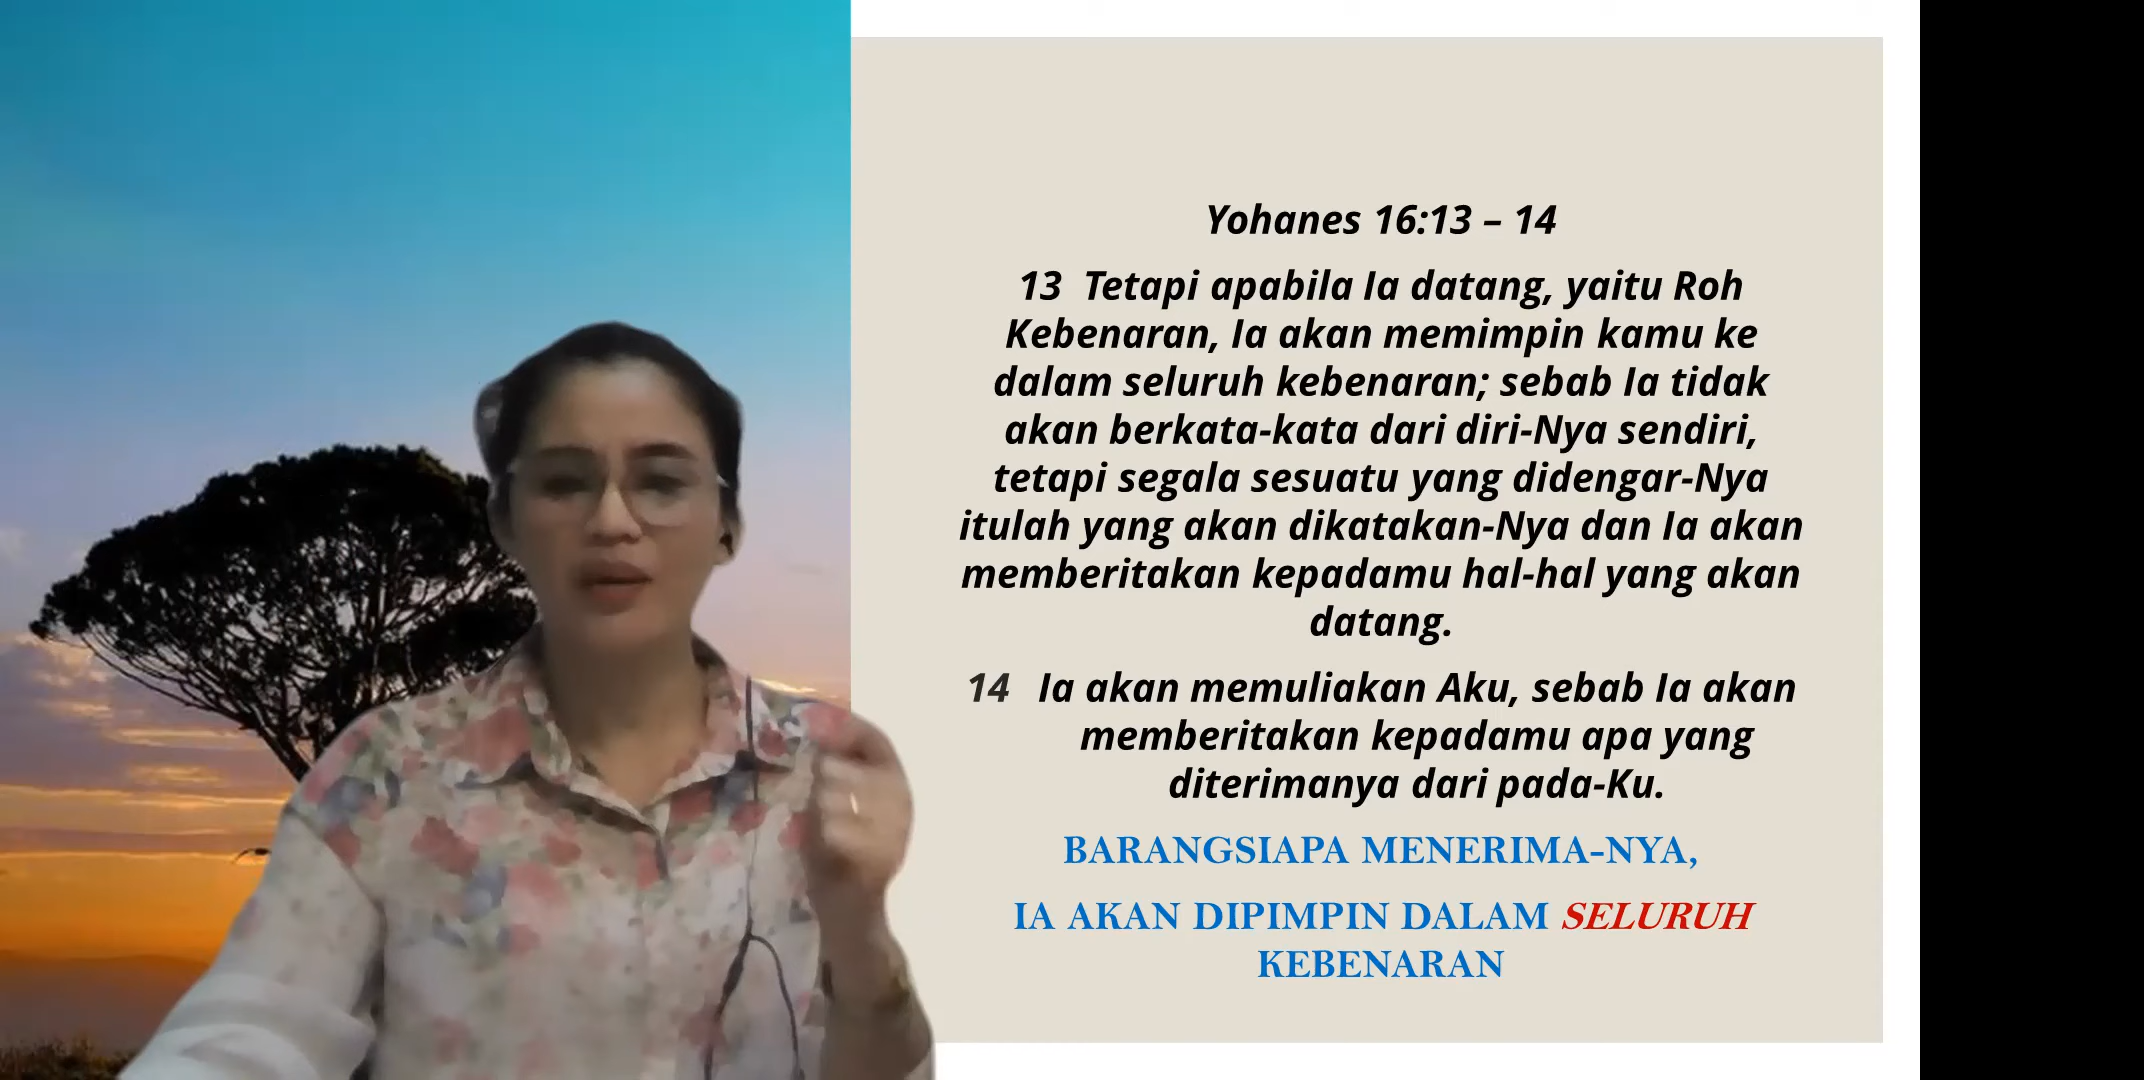 Yohanes 16:13 – 14
13 Tetapi apabila Ia datang, yaitu Roh
Kebenaran, Ia akan memimpin kamu ke
dalam seluruh kebenaran; sebab Ia tidak
akan berkata-kata dari diri-Nya sendiri,
tetapi segala sesuatu yang didengar-Nya
itulah yang akan dikatakan-Nya dan Ia akan
memberitakan kepadamu hal-hal yang akan
datang.
14 Ia akan memuliakan Aku, sebab Ia akan
memberitakan kepadamu apa yang
diterimanya dari pada-Ku.
BARANGSIAPA MENERIMA-NYA,
IA AKAN DIPIMPIN DALAM SELURUH
KEBENARAN